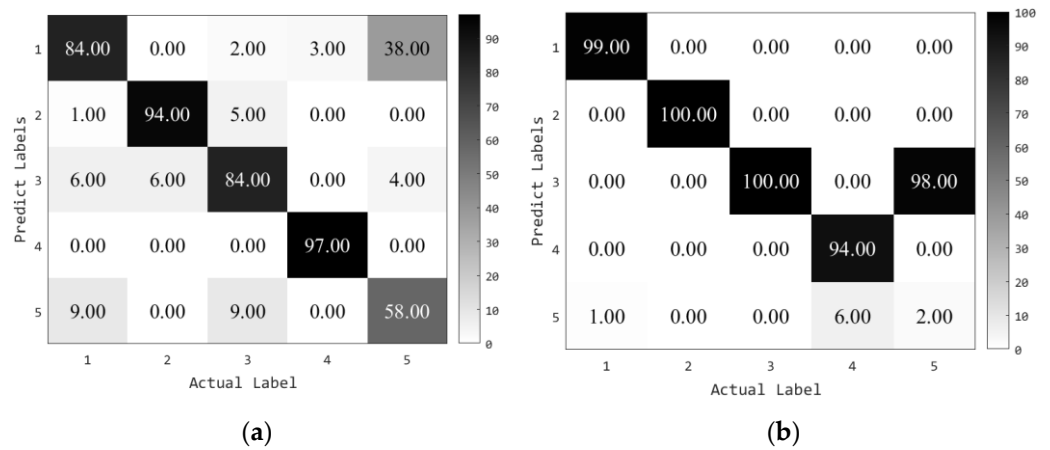 1 84.00 0.00 2.00 3.00 38.00
2 1.00 94.00 5.00 0.00 0.00
3 6.00 6.00 84.00 0.00 4.00
4 0.00 0.00 0.00 97.00 0.00
5 9.00 0.00 9.00 0.00 58.00
1 2 3 4 5
Predict Labels
Actual Label
90
80
70
60
50
40
30
20
10
0
(a)
1 99.00 0.00 0.00 0.00 0.00
2 0.00 100.00 0.00 0.00 0.00
3 0.00 0.00 100.00 0.00 98.00
4 0.00 0.00 0.00 94.00 0.00
5 1.00 0.00 0.00 6.00 2.00
1 2 3 4 5
Predict Labels
Actual Label
100
90
80
70
60
50
40
30
20
10
0
(b)